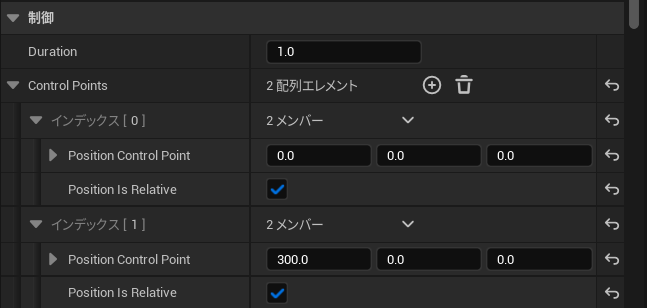 制御
Duration 1.0
Control Points 2 配列エレメント
インデックス [ 0 ] 2 メンバー
Position Control Point 0.0 0.0 0.0
Position Is Relative
インデックス [ 1 ] 2 メンバー
Position Control Point 300.0 0.0 0.0
Position Is Relative